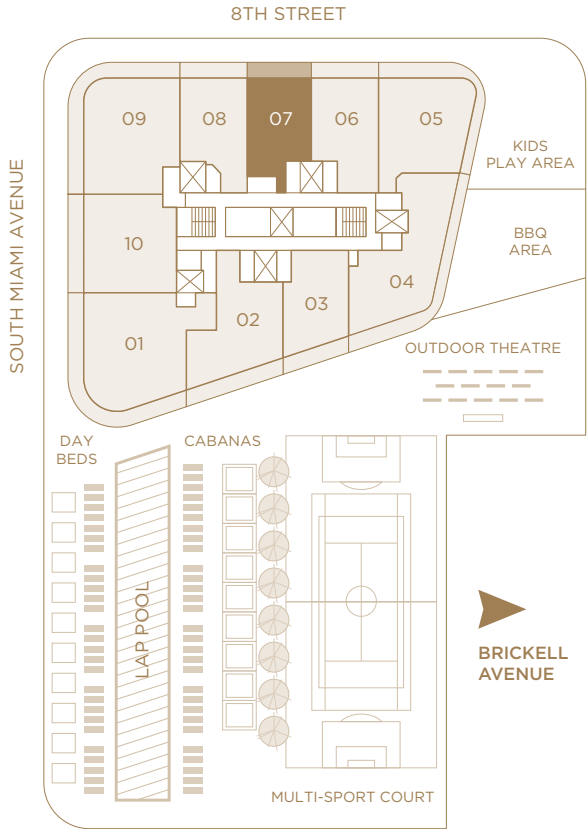 8TH STREET
SOUTH MIAMI AVENUE
09
08
07
06
05
KIDS
PLAY AREA
10
BBQ
AREA
04
03
02
01
OUTDOOR THEATRE
DAY
BEDS
CABANAS
LAP POOL
BRICKELL
AVENUE
MULTI-SPORT COURT